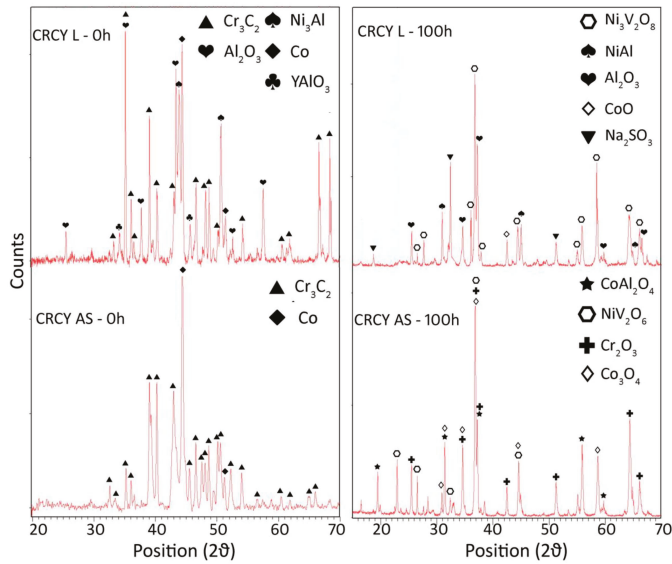 CRCY L - 0h
Cr₃C₂
Al₂O₃
Ni₃Al
Co
YAlO₃
CRCY L - 100h
Ni₃V₂O₈
NiAl
Al₂O₃
CoO
Na₂SO₃
Counts
CRCY AS - 0h
Cr₃C₂
Co
CRCY AS - 100h
CoAl₂O₄
NiV₂O₆
Cr₂O₃
Co₃O₄
20 30 40 50 60 70
Position (2ϑ)
20 30 40 50 60 70
Position (2ϑ)